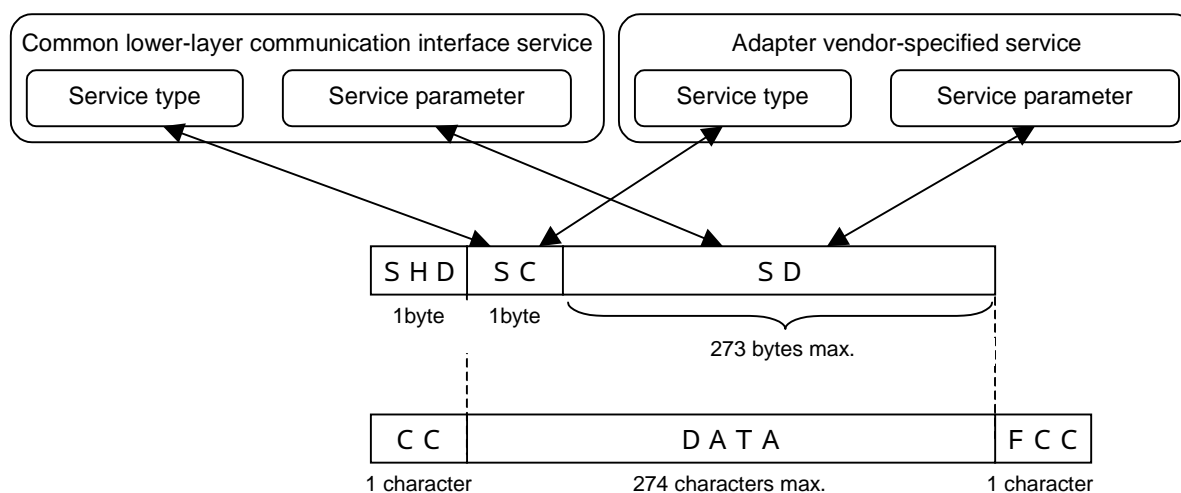 Common lower-layer communication interface service
Adapter vendor-specified service
Service type
Service parameter
Service type
Service parameter
S H D
S C
S D
1byte
1byte
273 bytes max.
C C
D A T A
F C C
1 character
274 characters max.
1 character